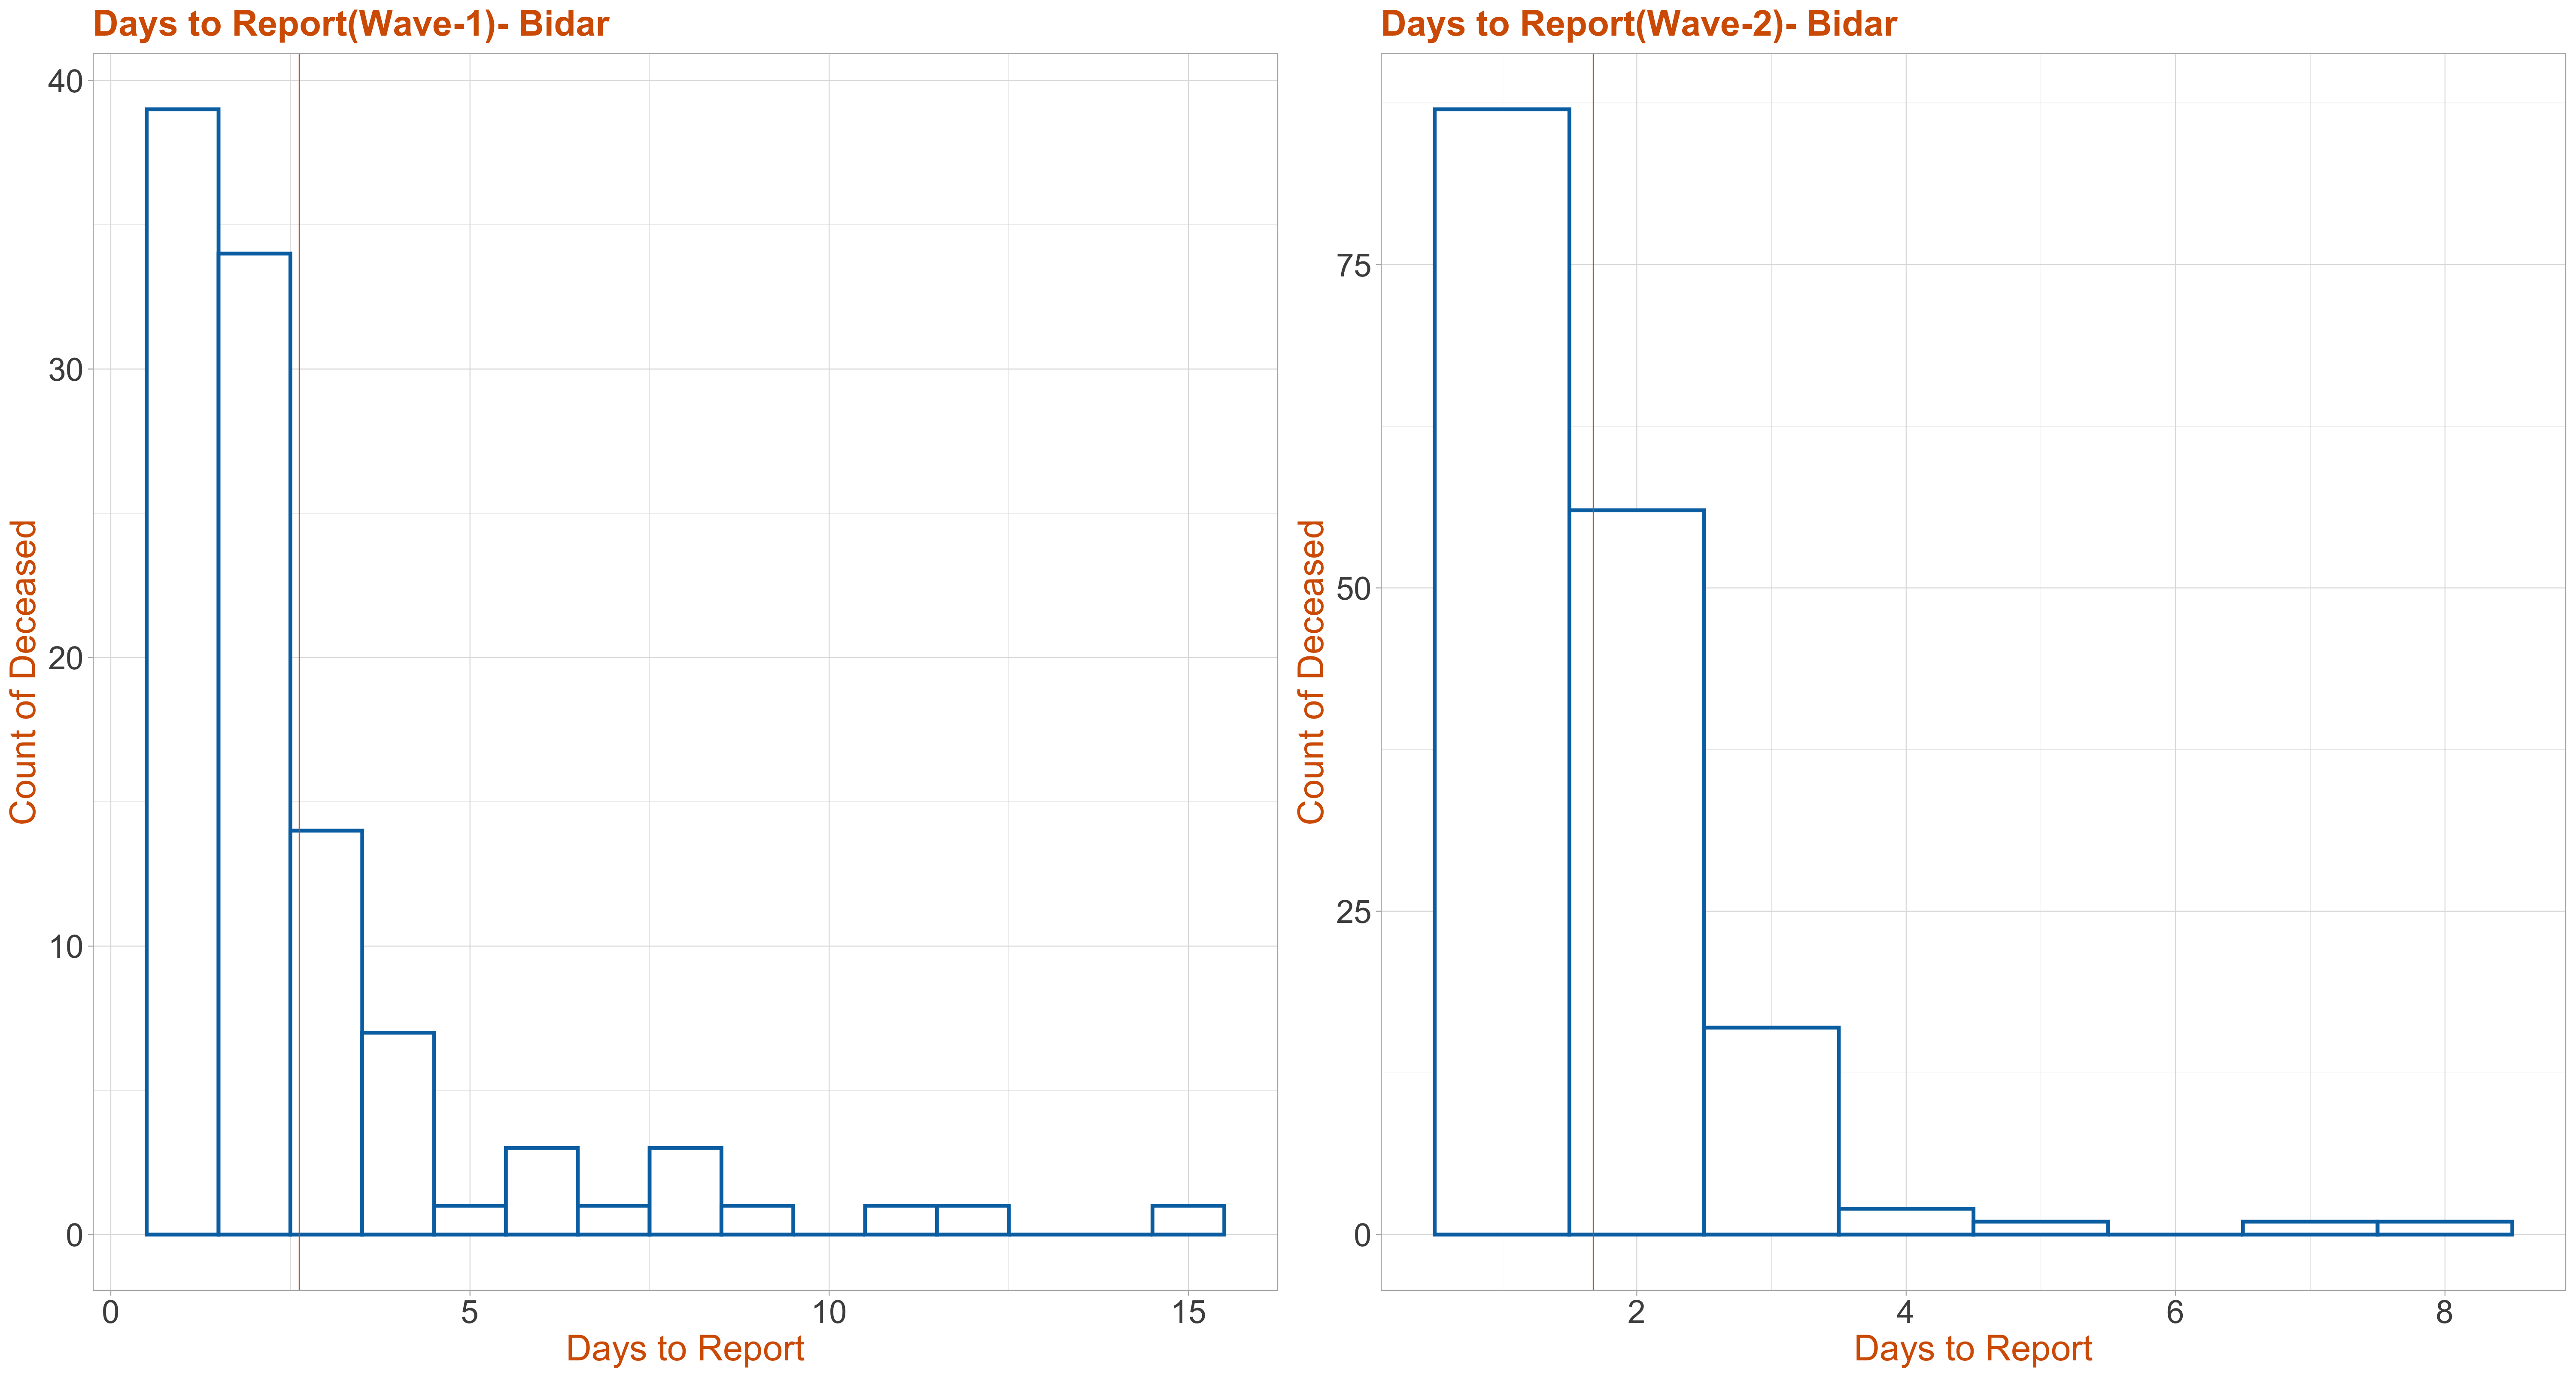 Days to Report(Wave-1)- Bidar
Count of Deceased
40
30
20
10
0
0 5 10 15
Days to Report
Days to Report(Wave-2)- Bidar
Count of Deceased
75
50
25
0
2 4 6 8
Days to Report